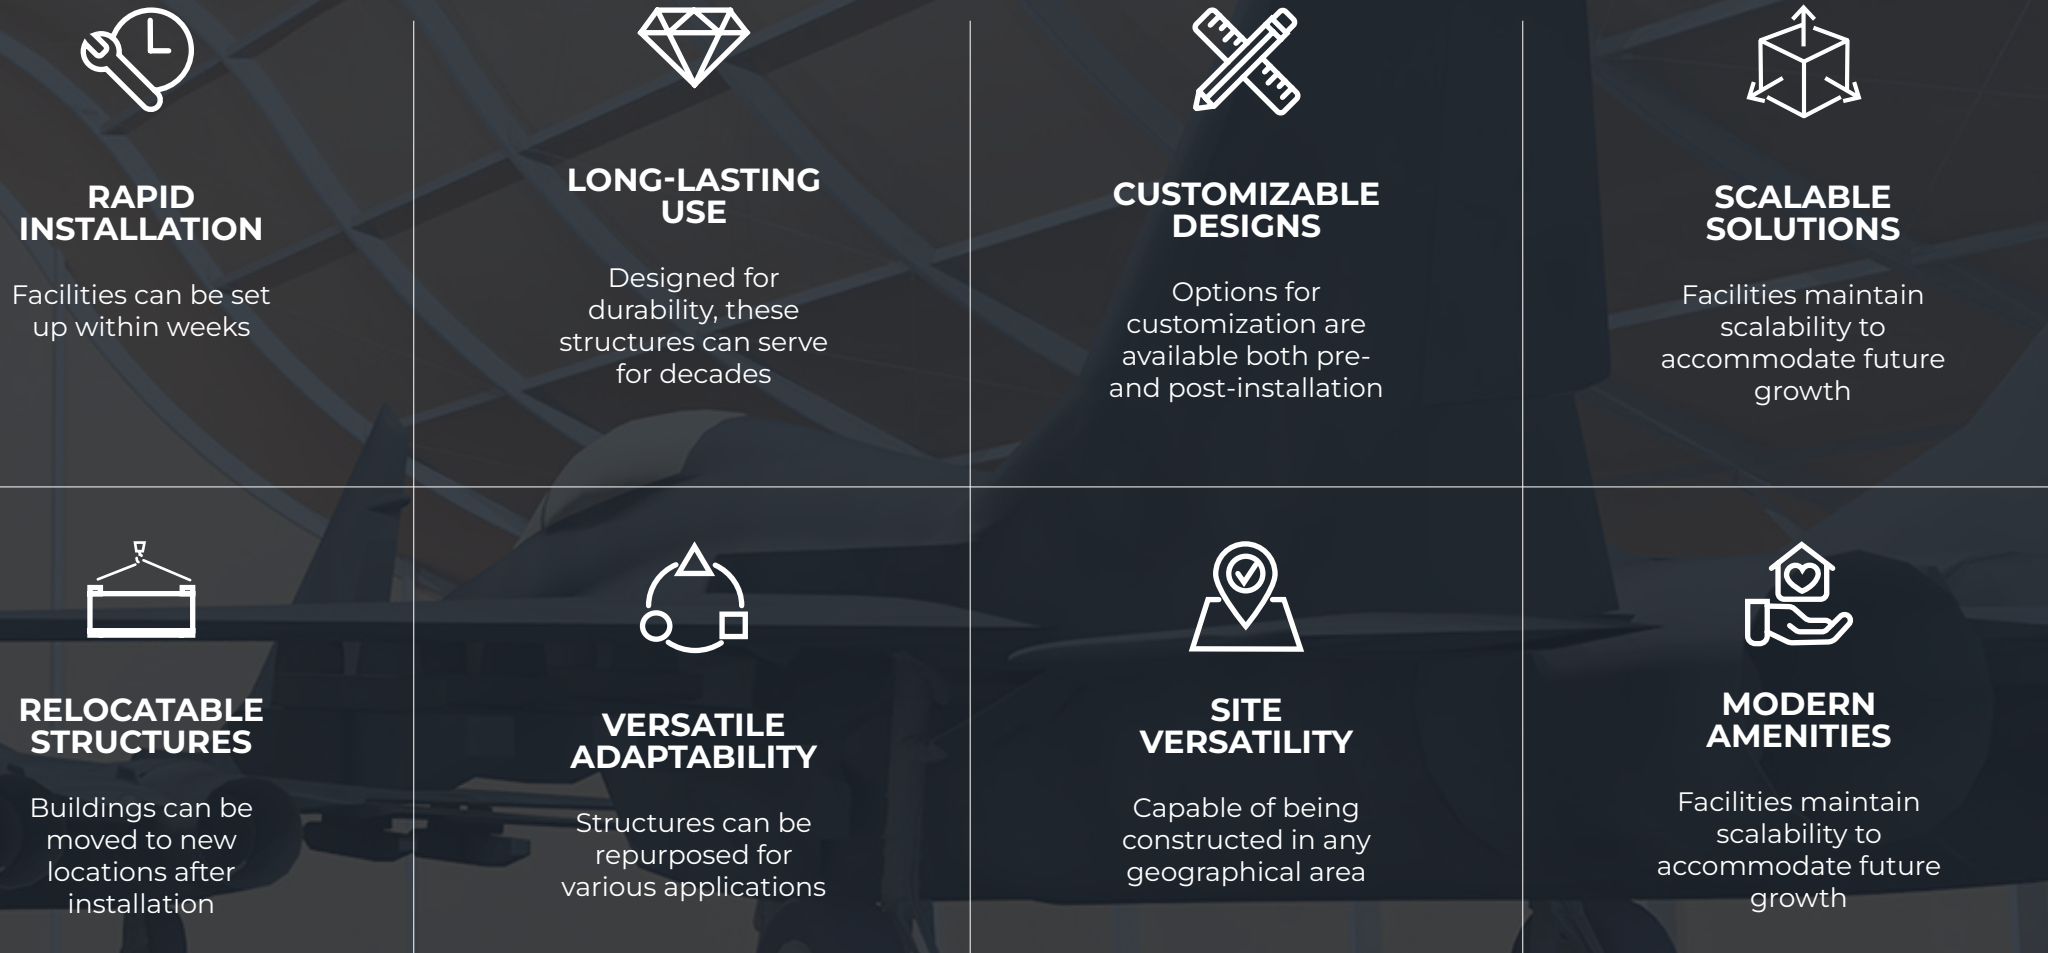 RAPID
INSTALLATION
Facilities can be set
up within weeks
LONG-LASTING
USE
Designed for
durability, these
structures can serve
for decades
CUSTOMIZABLE
DESIGNS
Options for
customization are
available both pre-
and post-installation
SCALABLE
SOLUTIONS
Facilities maintain
scalability to
accommodate future
growth
RELOCATABLE
STRUCTURES
Buildings can be
moved to new
locations after
installation
VERSATILE
ADAPTABILITY
Structures can be
repurposed for
various applications
SITE
VERSATILITY
Capable of being
constructed in any
geographical area
MODERN
AMENITIES
Facilities maintain
scalability to
accommodate future
growth